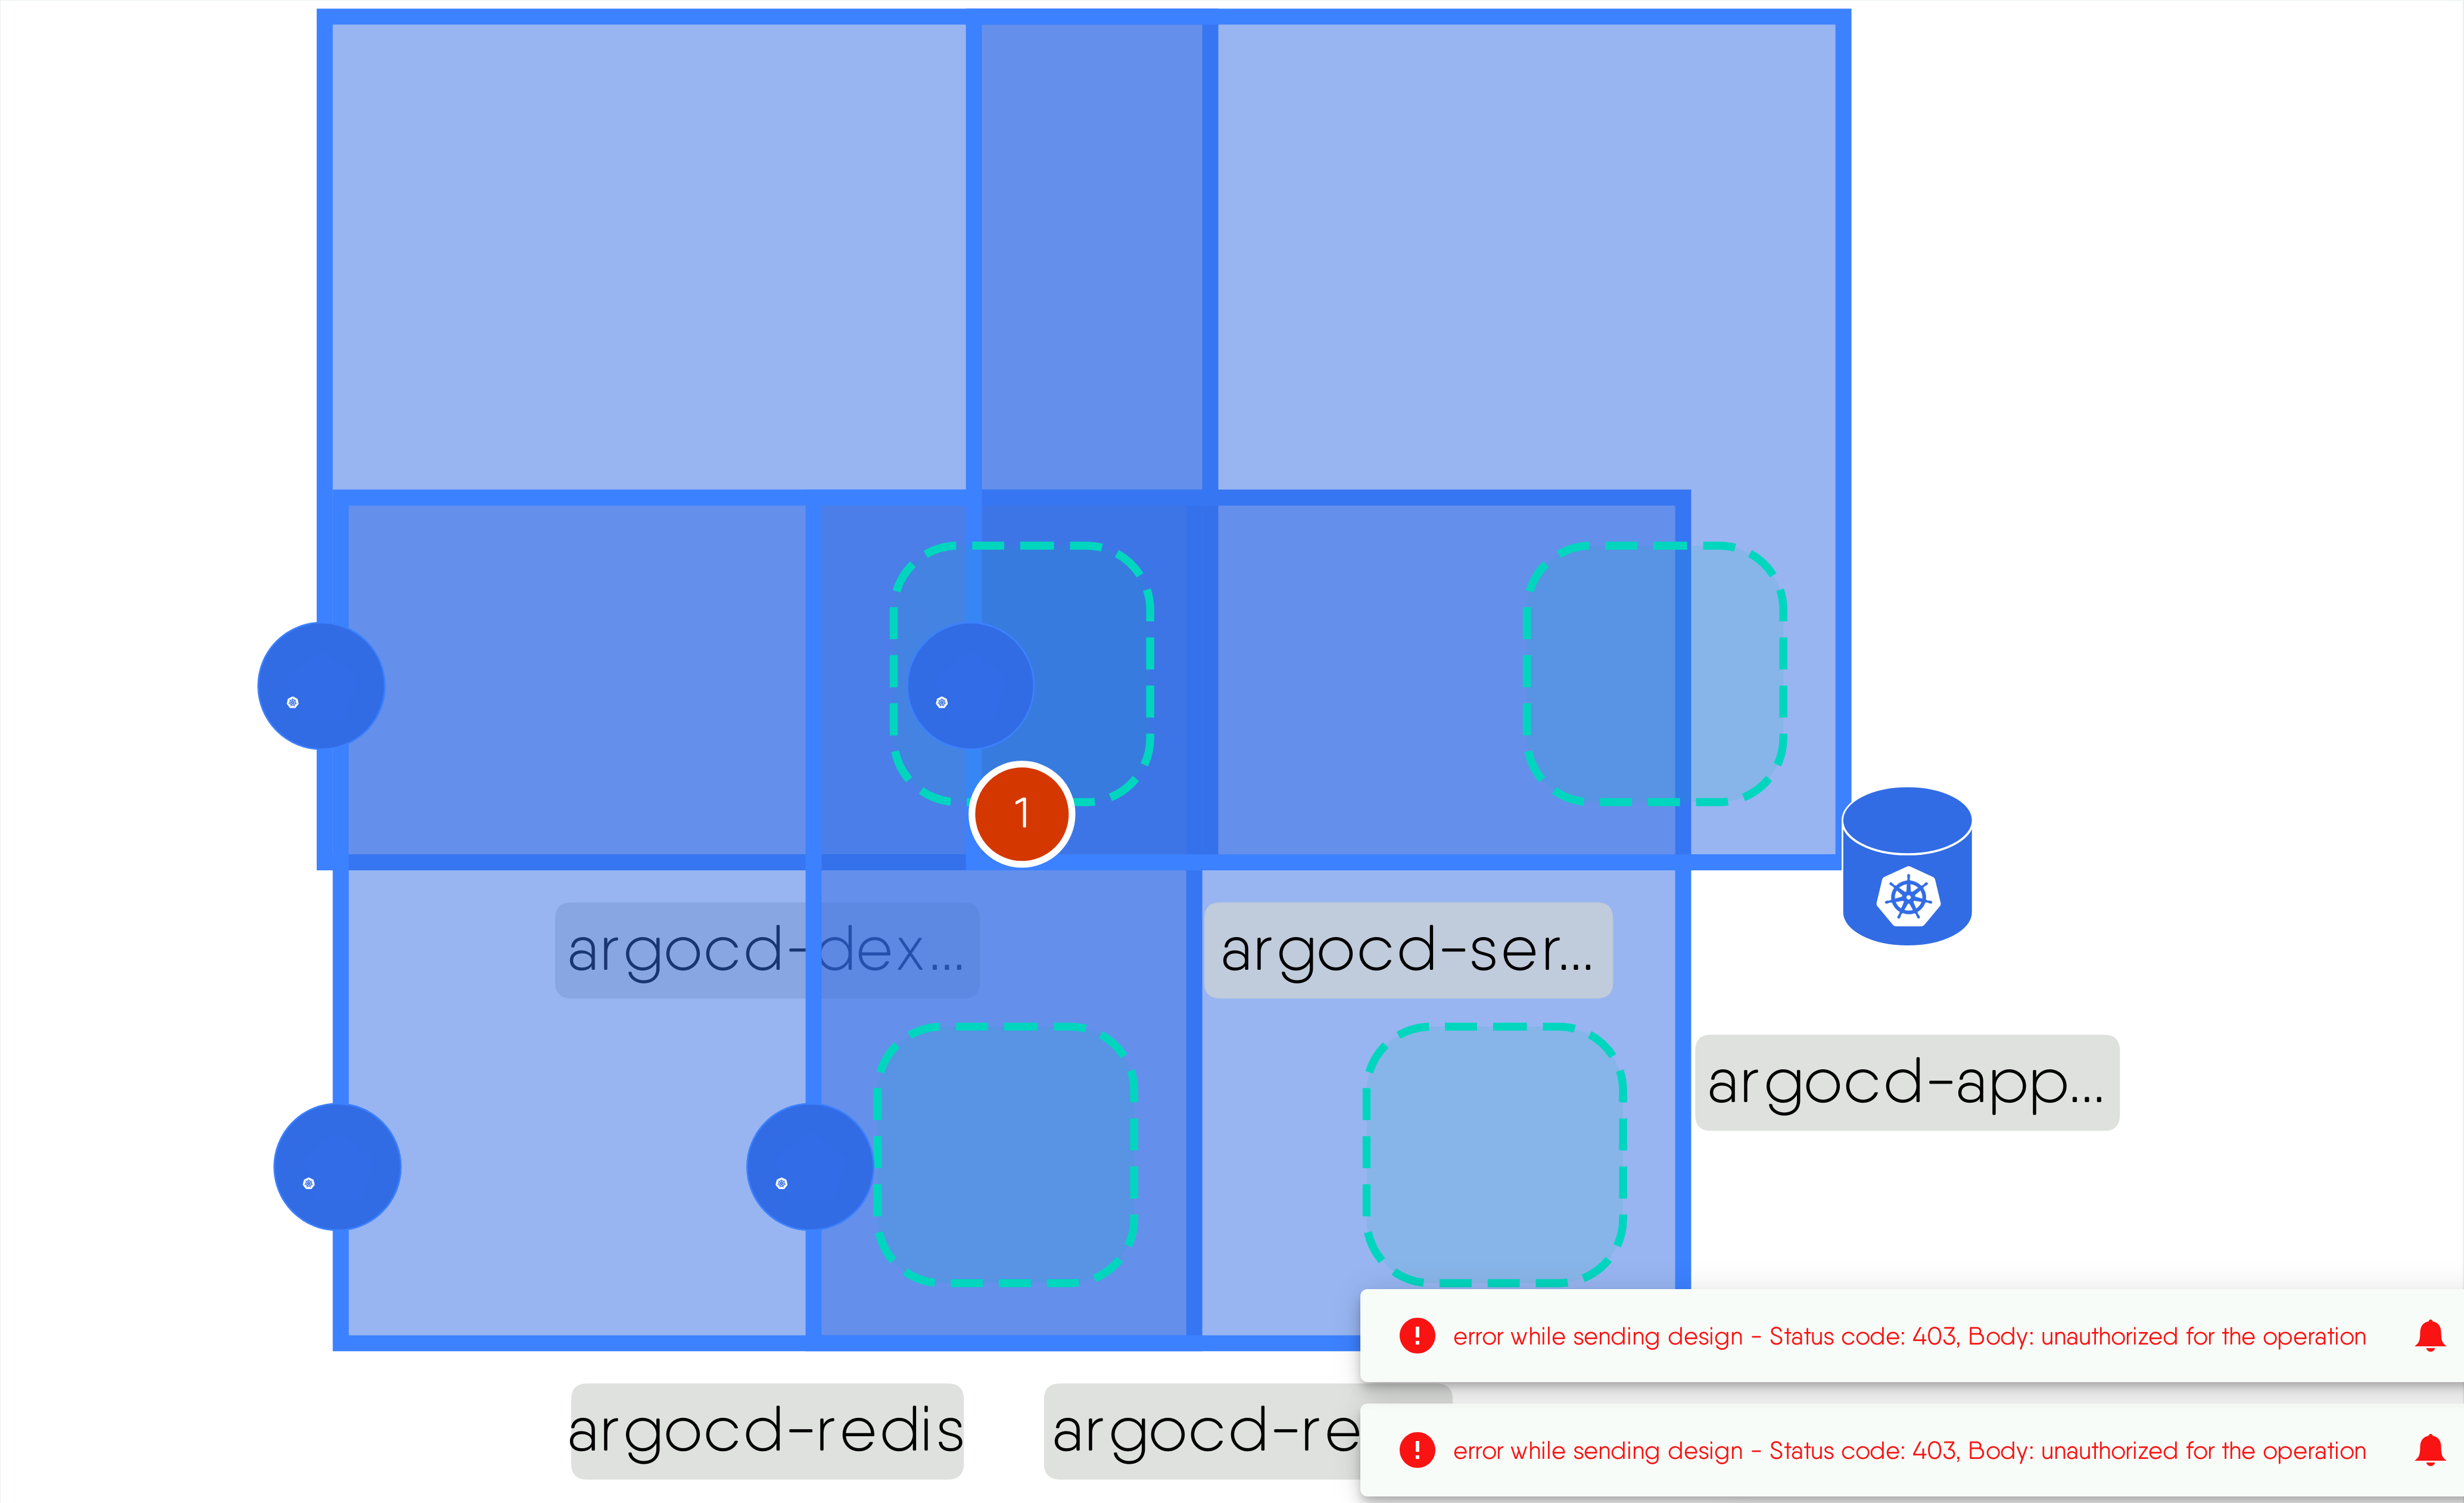 1
argocd-dex...
argocd-ser...
argocd-app...
error while sending design - Status code: 403, Body: unauthorized for the operation
argocd-redis
argocd-re
error while sending design - Status code: 403, Body: unauthorized for the operation